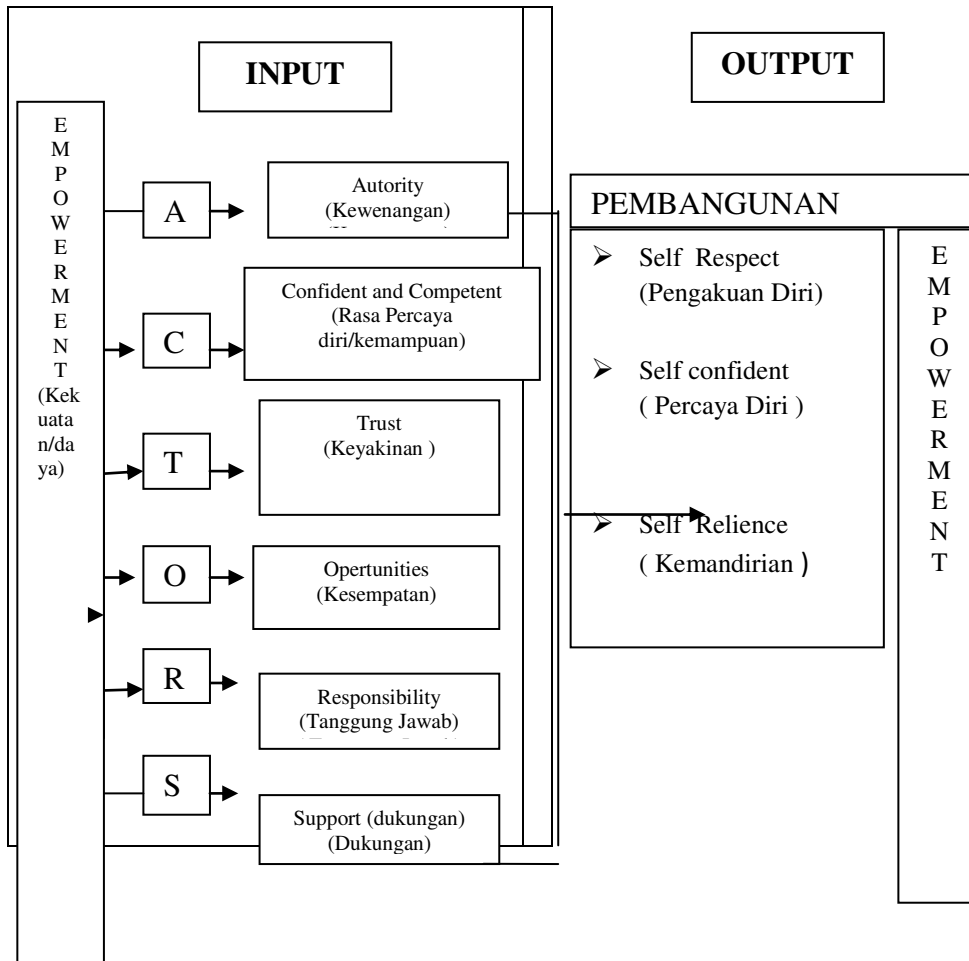 INPUT
OUTPUT
E
M
P
O
W
E
R
M
E
N
T
(Kek
uatan
n/da
ya)
A
Autority
(Kewenangan)
C
Confident and Competent
(Rasa Percaya
diri/kemampuan)
T
Trust
(Keyakinan )
O
Opertunities
(Kesempatan)
R
Responsibility
(Tanggung Jawab)
S
Support (dukungan)
(Dukungan)
PEMBANGUNAN
➢ Self Respect
(Pengakuan Diri)
➢ Self confident
( Percaya Diri )
➢ Self Relience
( Kemandirian )
E
M
P
O
W
E
R
M
E
N
T